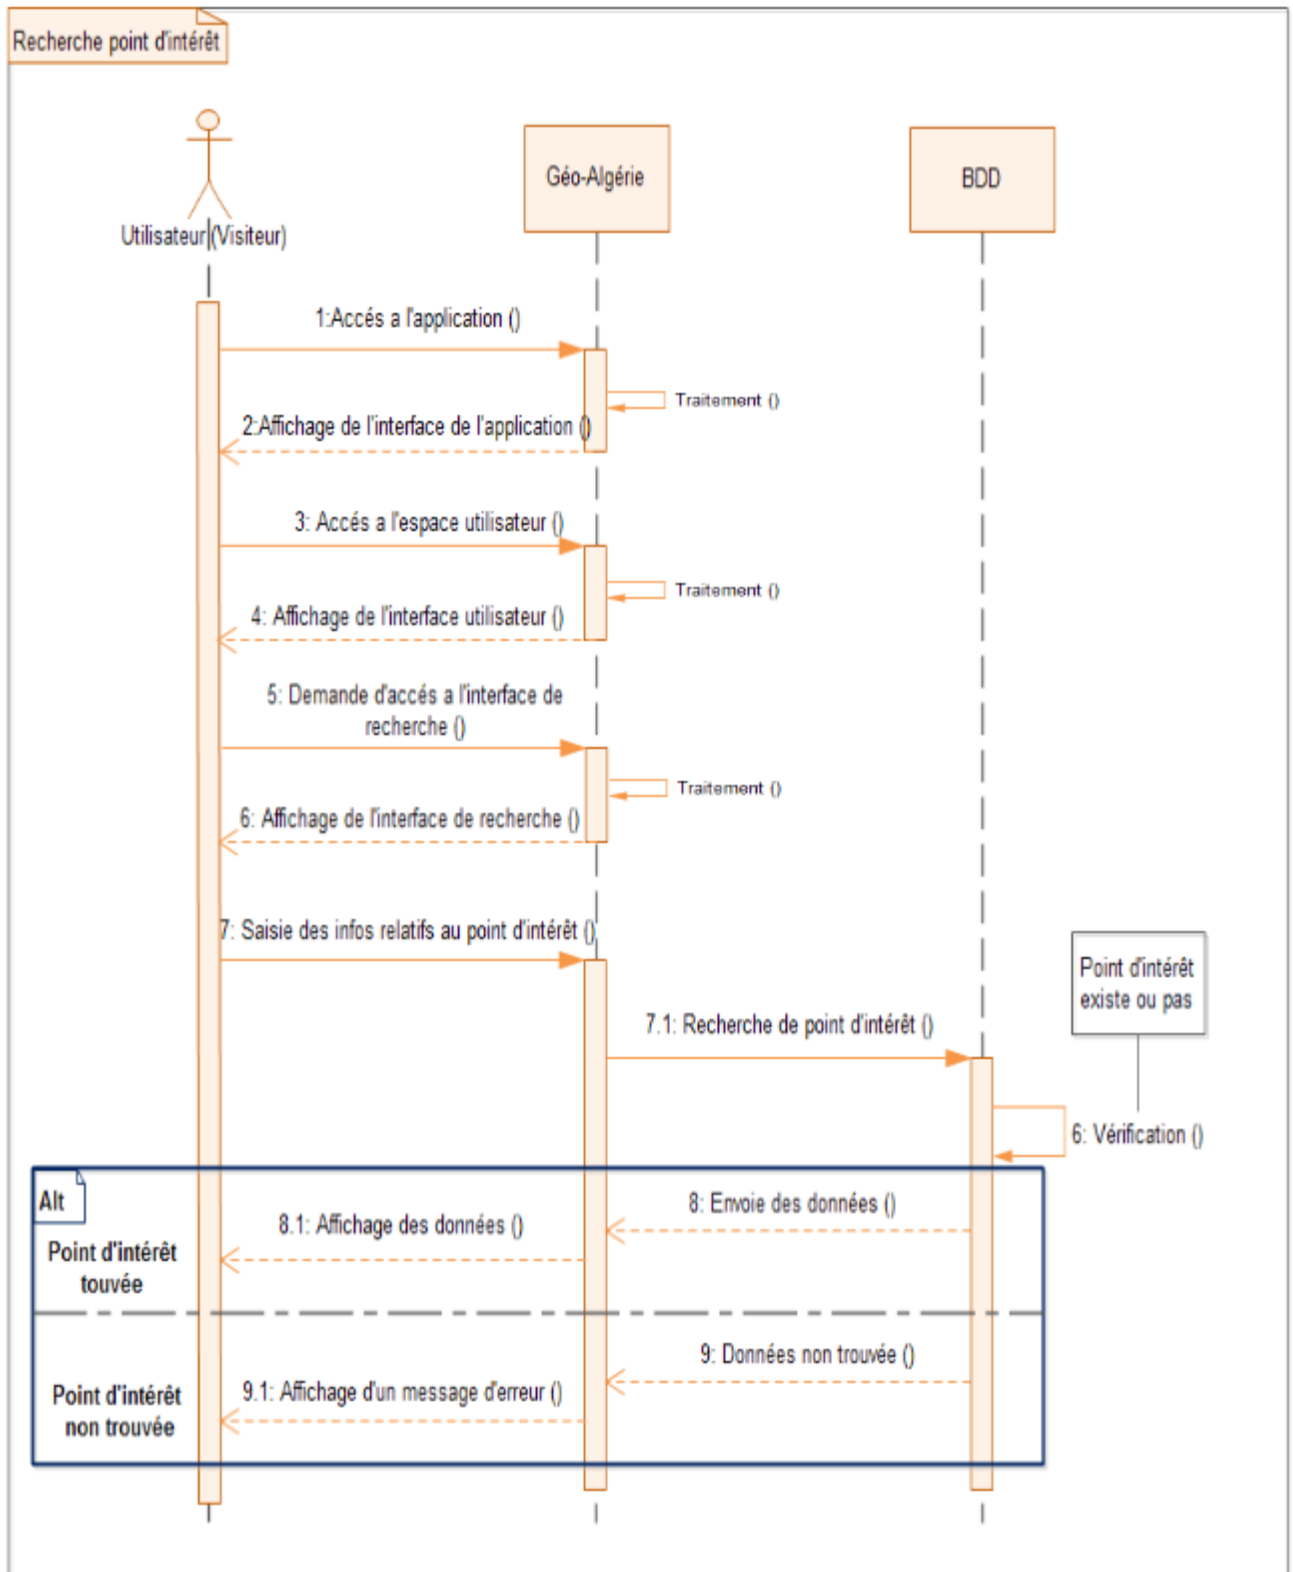 Recherche point d'intérêt
Géo-Algérie
BDD
Utilisateur (Visiteur)
1:Accés a l'application ()
Traitement ()
2:Affichage de l'interface de l'application ()
3: Accés a l'espace utilisateur ()
Traitement ()
4: Affichage de l'interface utilisateur ()
5: Demande d'accés a l'interface de
recherche ()
Traitement ()
6: Affichage de l'interface de recherche ()
7: Saisie des infos relatifs au point d'intérêt ()
Point d'intérêt
existe ou pas
7.1: Recherche de point d'intérêt ()
6: Vérification ()
Alt
8: Envoie des données ()
8.1: Affichage des données ()
Point d'intérêt
touvée
9: Données non trouvée ()
9.1: Affichage d'un message d'erreur ()
Point d'intérêt
non trouvée